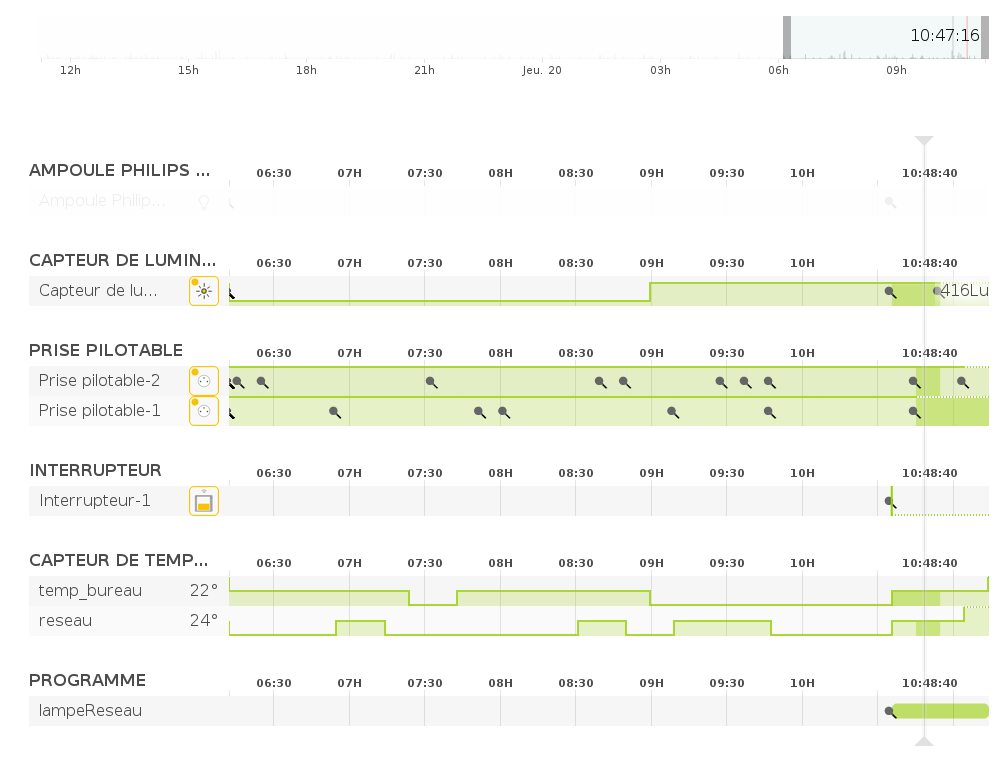 10:47:16
12h 15h 18h 21h Jeu. 20 03h 06h 09h
AMPOULE PHILIPS ... 06:30 07H 07:30 08H 08:30 09H 09:30 10H 10:48:40
Ampoule Philip...
CAPTEUR DE LUMIN... 06:30 07H 07:30 08H 08:30 09H 09:30 10H 10:48:40
Capteur de lu... 416Lu
PRISE PILOTABLE 06:30 07H 07:30 08H 08:30 09H 09:30 10H 10:48:40
Prise pilotable-2
Prise pilotable-1
INTERRUPTEUR 06:30 07H 07:30 08H 08:30 09H 09:30 10H 10:48:40
Interrupteur-1
CAPTEUR DE TEMP... 06:30 07H 07:30 08H 08:30 09H 09:30 10H 10:48:40
temp_bureau 22°
reseau 24°
PROGRAMME 06:30 07H 07:30 08H 08:30 09H 09:30 10H 10:48:40
lampeReseau